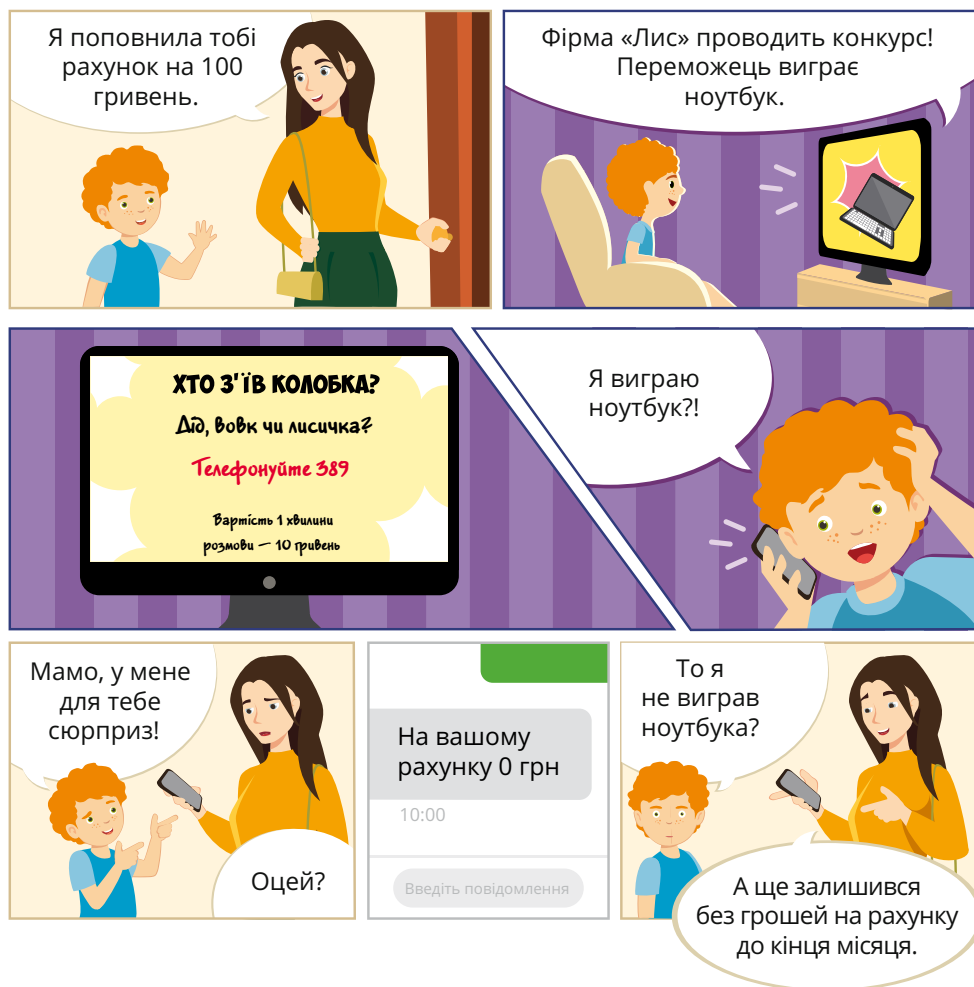 Я поповнила тобі
рахунок на 100
гривень.
Фірма «Лис» проводить конкурс!
Переможець виграє
ноутбук.
ХТО З'ЇВ КОЛОБКА?
Дід, вовк чи лисичка?
Телефонуйте 389
Вартість 1 хвилини
розмови — 10 гривень
Я виграю
ноутбук?!
Мамо, у мене
для тебе
сюрприз!
Оцей?
На вашому
рахунку 0 грн
10:00
Введіть повідомлення
То я
не виграв
ноутбука?
А ще залишився
без грошей на рахунку
до кінця місяця.